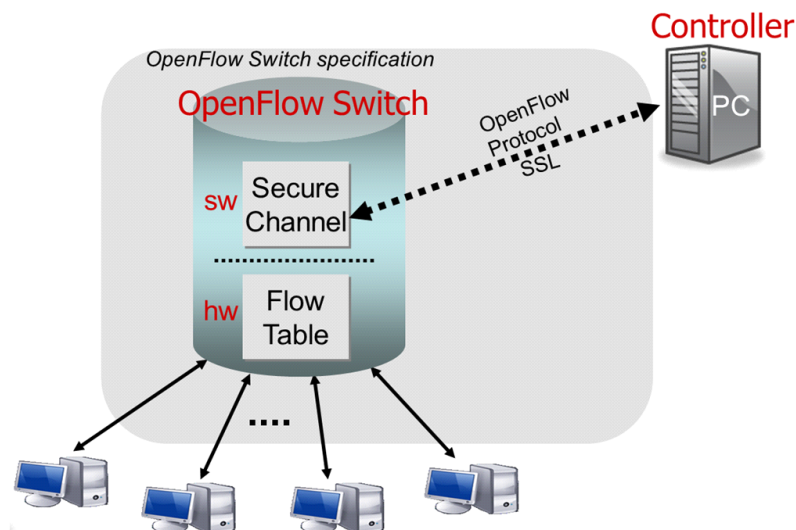 Controller
OpenFlow Switch specification
OpenFlow Switch
PC
OpenFlow
Protocol
SSL
sw
Secure
Channel
hw
Flow
Table